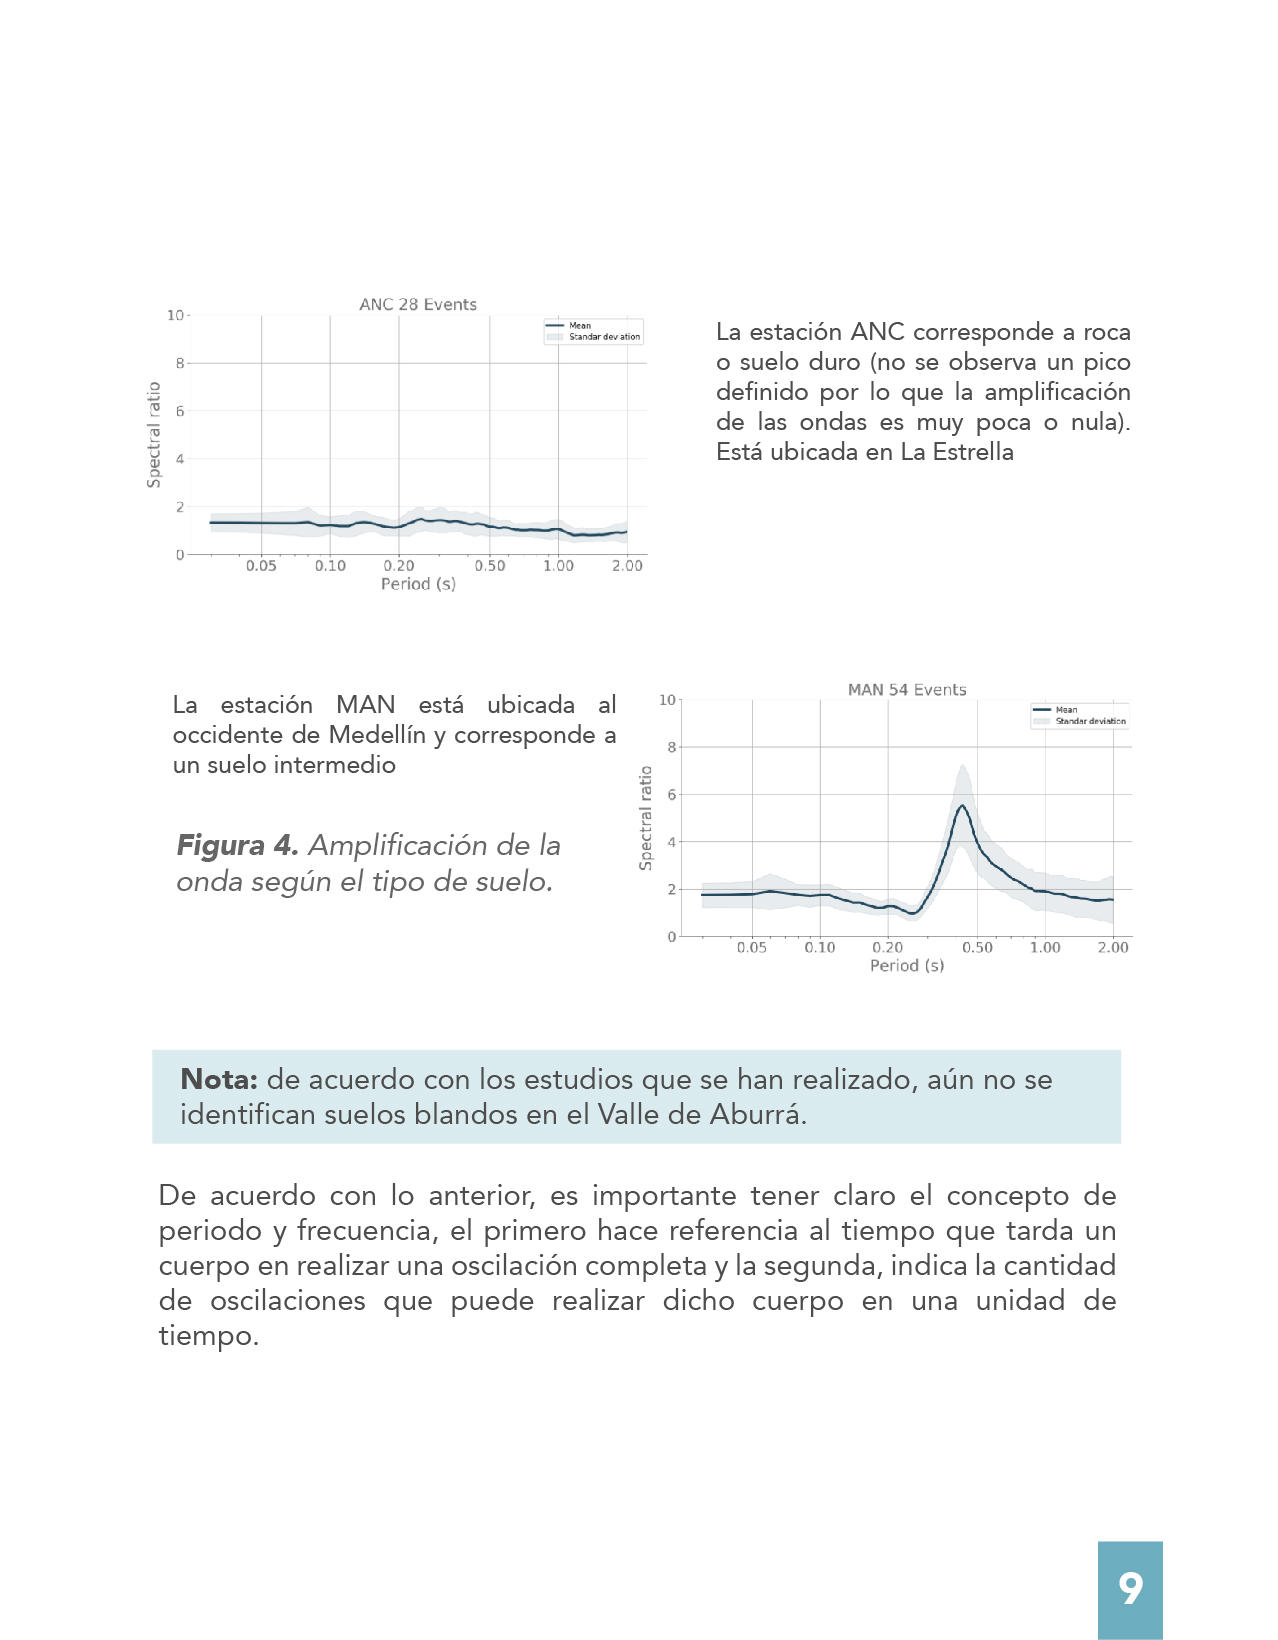 ANC 28 Events
10
8
6
4
2
0
Spectral ratio
Mean
Standar deviation
0.05 0.10 0.20 0.50 1.00 2.00
Period (s)
La estación ANC corresponde a roca
o suelo duro (no se observa un pico
definido por lo que la amplificación
de las ondas es muy poca o nula).
Está ubicada en La Estrella
La estación MAN está ubicada al
occidente de Medellín y corresponde a
un suelo intermedio
Figura 4. Amplificación de la
onda según el tipo de suelo.
MAN 54 Events
10
8
6
4
2
0
Spectral ratio
Mean
Standar deviation
0.05 0.10 0.20 0.50 1.00 2.00
Period (s)
Nota: de acuerdo con los estudios que se han realizado, aún no se
identifican suelos blandos en el Valle de Aburrá.
De acuerdo con lo anterior, es importante tener claro el concepto de
periodo y frecuencia, el primero hace referencia al tiempo que tarda un
cuerpo en realizar una oscilación completa y la segunda, indica la cantidad
de oscilaciones que puede realizar dicho cuerpo en una unidad de
tiempo.
9